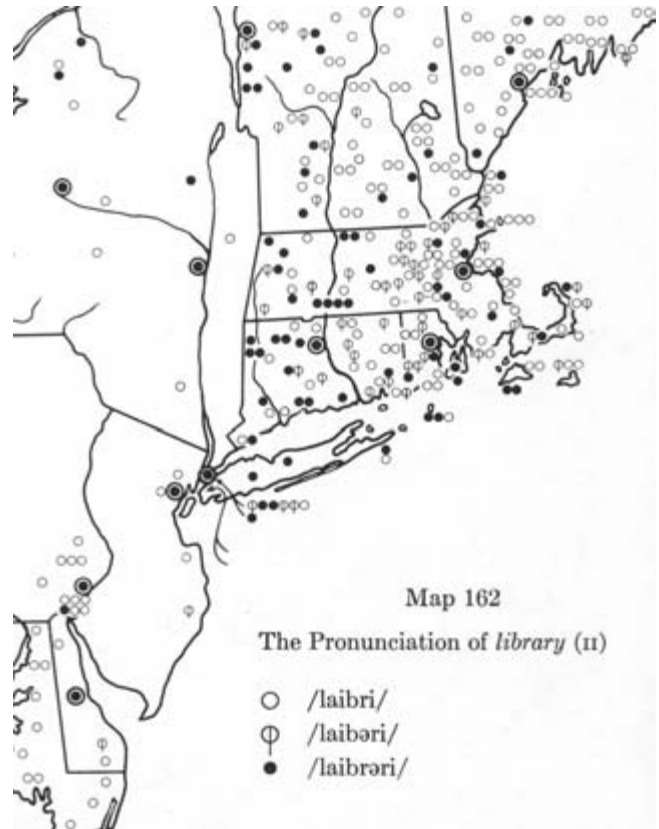 Map 162
The Pronunciation of library (II)
/laibri/
/laibəri/
/laibrəri/